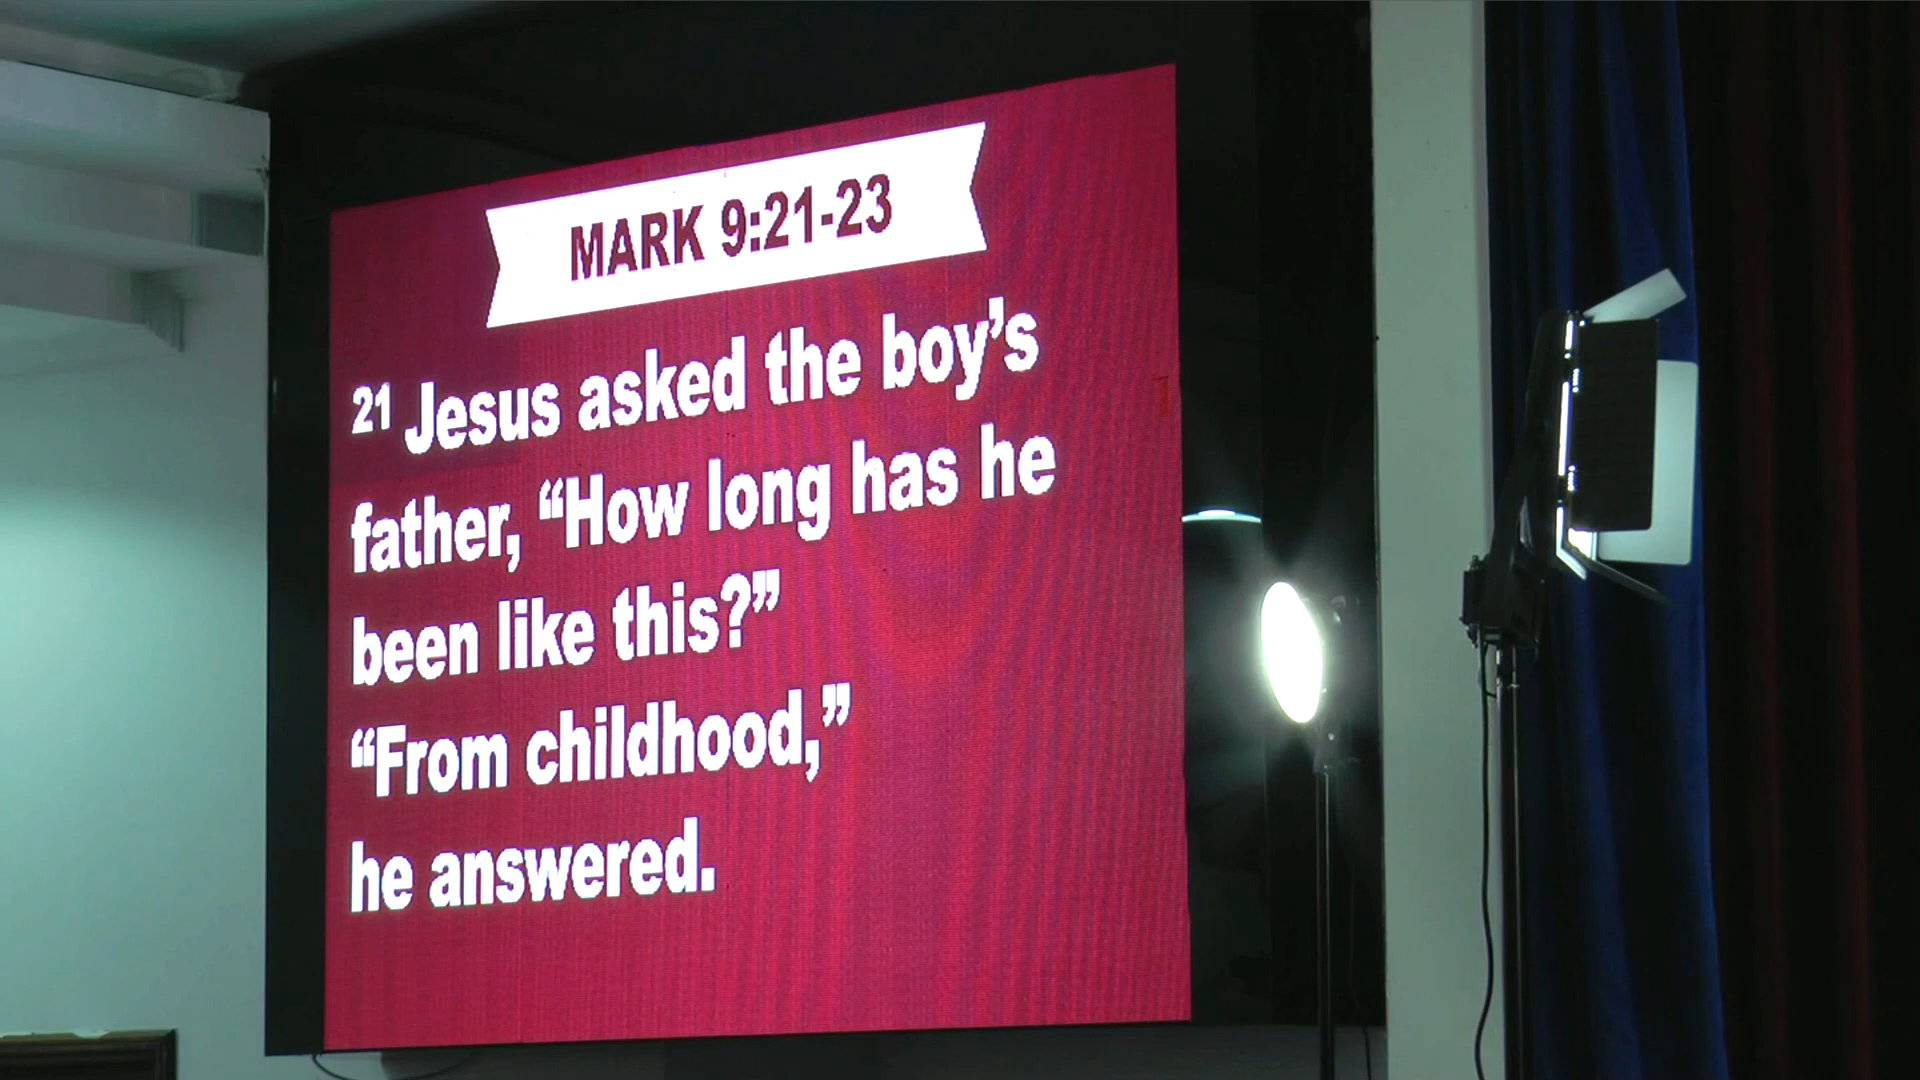 MARK 9:21-23
21 Jesus asked the boy’s
father, “How long has he
been like this?”
“From childhood,”
he answered.